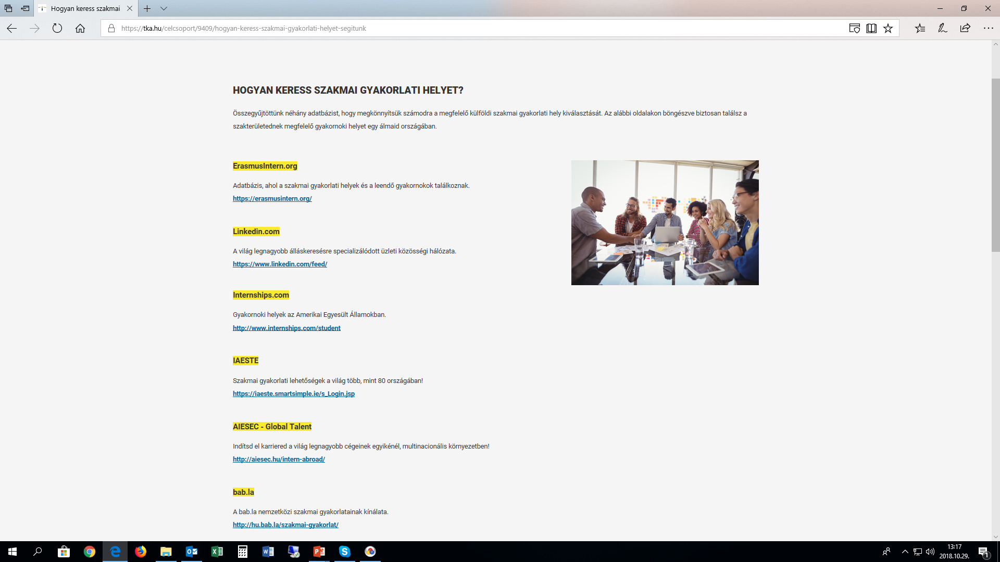 Hogyan keress szakmai
https://tka.hu/celcsoport/9409/hogyan-keress-szakmai-gyakorlati-helyet-segitunk
HOGYAN KERESS SZAKMAI GYAKORLATI HELYET?
Összegyűjtöttünk néhány adatbázist, hogy megkönnyítsük számodra a megfelelő külföldi szakmai gyakorlati hely kiválasztását. Az alábbi oldalakon böngészve biztosan találsz a
szakterületednek megfelelő gyakornoki helyet egy álmaid országában.
ErasmusIntern.org
Adatbázis, ahol a szakmai gyakorlati helyek és a leendő gyakornokok találkoznak.
https://erasmusintern.org/
Linkedin.com
A világ legnagyobb álláskeresésre specializálódott üzleti közösségi hálózata.
https://www.linkedin.com/feed/
Internships.com
Gyakornoki helyek az Amerikai Egyesült Államokban.
http://www.internships.com/student
IAESTE
Szakmai gyakorlati lehetőségek a világ több, mint 80 országában!
https://iaeste.smartsimple.ie/s_Login.jsp
AIESEC - Global Talent
Indítsd el karriered a világ legnagyobb cégeinek egyikénél, multinacionális környezetben!
http://aiesec.hu/intern-abroad/
bab.la
A bab.la nemzetközi szakmai gyakorlatainak kínálata.
http://hu.bab.la/szakmai-gyakorlat/
13:17
2018.10.29.
1